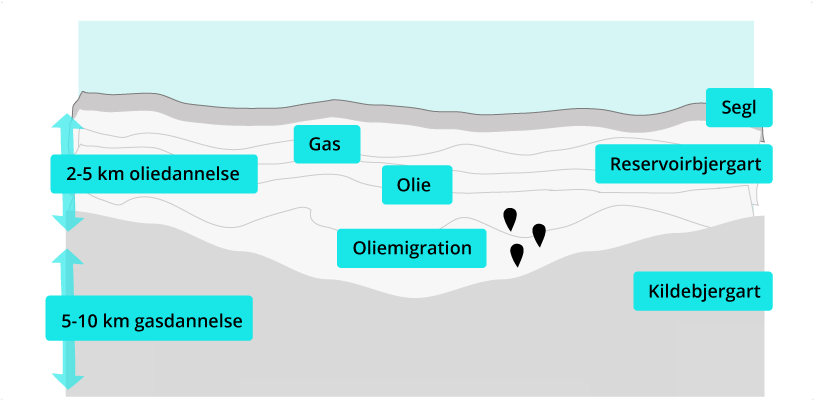 Segl
Gas
Reservoirbjergart
2-5 km oliedannelse
Olie
Oliemigration
Kildebjergart
5-10 km gasdannelse